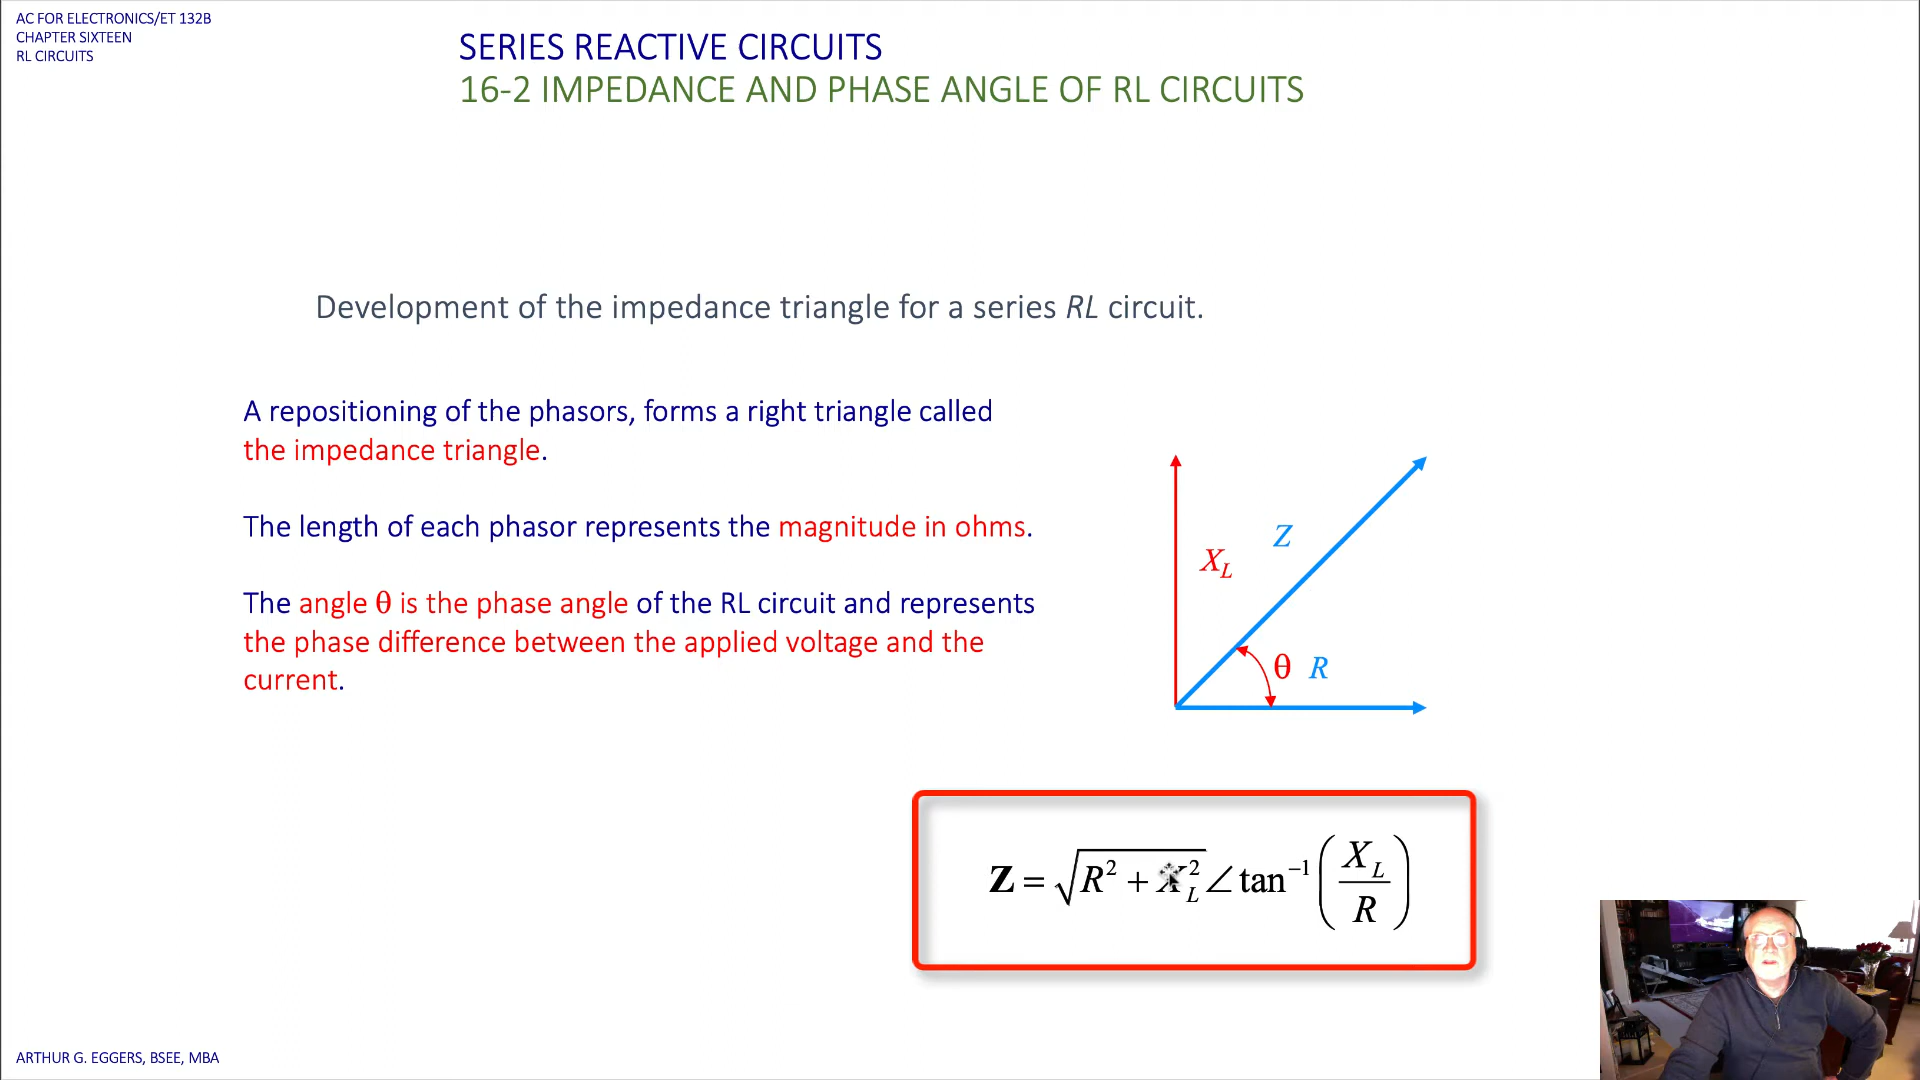 AC FOR ELECTRONICS/ET 132B
CHAPTER SIXTEEN
RL CIRCUITS
SERIES REACTIVE CIRCUITS
16-2 IMPEDANCE AND PHASE ANGLE OF RL CIRCUITS
Development of the impedance triangle for a series RL circuit.
A repositioning of the phasors, forms a right triangle called
the impedance triangle.
The length of each phasor represents the magnitude in ohms.
The angle θ is the phase angle of the RL circuit and represents
the phase difference between the applied voltage and the
current.
Z
X_L
θ R
Z = √(R² + X_L²) ∠ tan⁻¹ (X_L / R)
ARTHUR G. EGGERS, BSEE, MBA